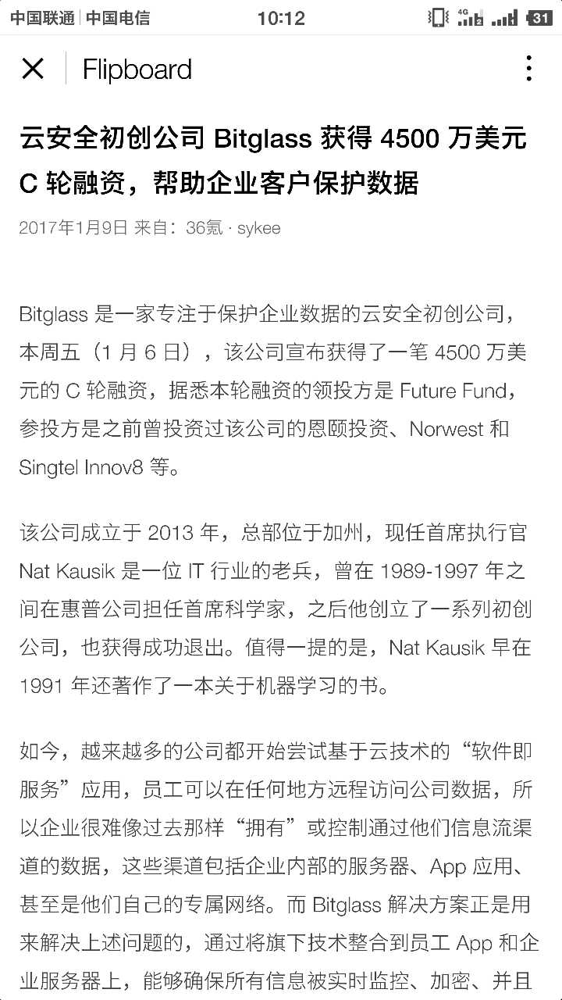 中国联通 中国电信 10:12 4G 2 31
Flipboard
云安全初创公司 Bitglass 获得 4500 万美元
C 轮融资，帮助企业客户保护数据
2017年1月9日 来自：36氪 · sykee
Bitglass 是一家专注于保护企业数据的云安全初创公司，
本周五（1 月 6 日），该公司宣布获得了一笔 4500 万美
元的 C 轮融资，据悉本轮融资的领投方是 Future Fund，
参投方是之前曾投资过该公司的恩颐投资、Norwest 和
Singtel Innov8 等。
该公司成立于 2013 年，总部位于加州，现任首席执行官
Nat Kausik 是一位 IT 行业的老兵，曾在 1989-1997 年之
间在惠普公司担任首席科学家，之后他创立了一系列初创
公司，也获得成功退出。值得一提的是，Nat Kausik 早在
1991 年还著作了一本关于机器学习的书。
如今，越来越多的公司都开始尝试基于云技术的“软件即
服务”应用，员工可以在任何地方远程访问公司数据，所
以企业很难像过去那样“拥有”或控制通过他们信息流渠
道的数据，这些渠道包括企业内部的服务器、App 应用、
甚至是他们自己的专属网络。而 Bitglass 解决方案正是用
来解决上述问题的，通过将旗下技术整合到员工 App 和企
业服务器上，能够确保所有信息被实时监控、加密、并且